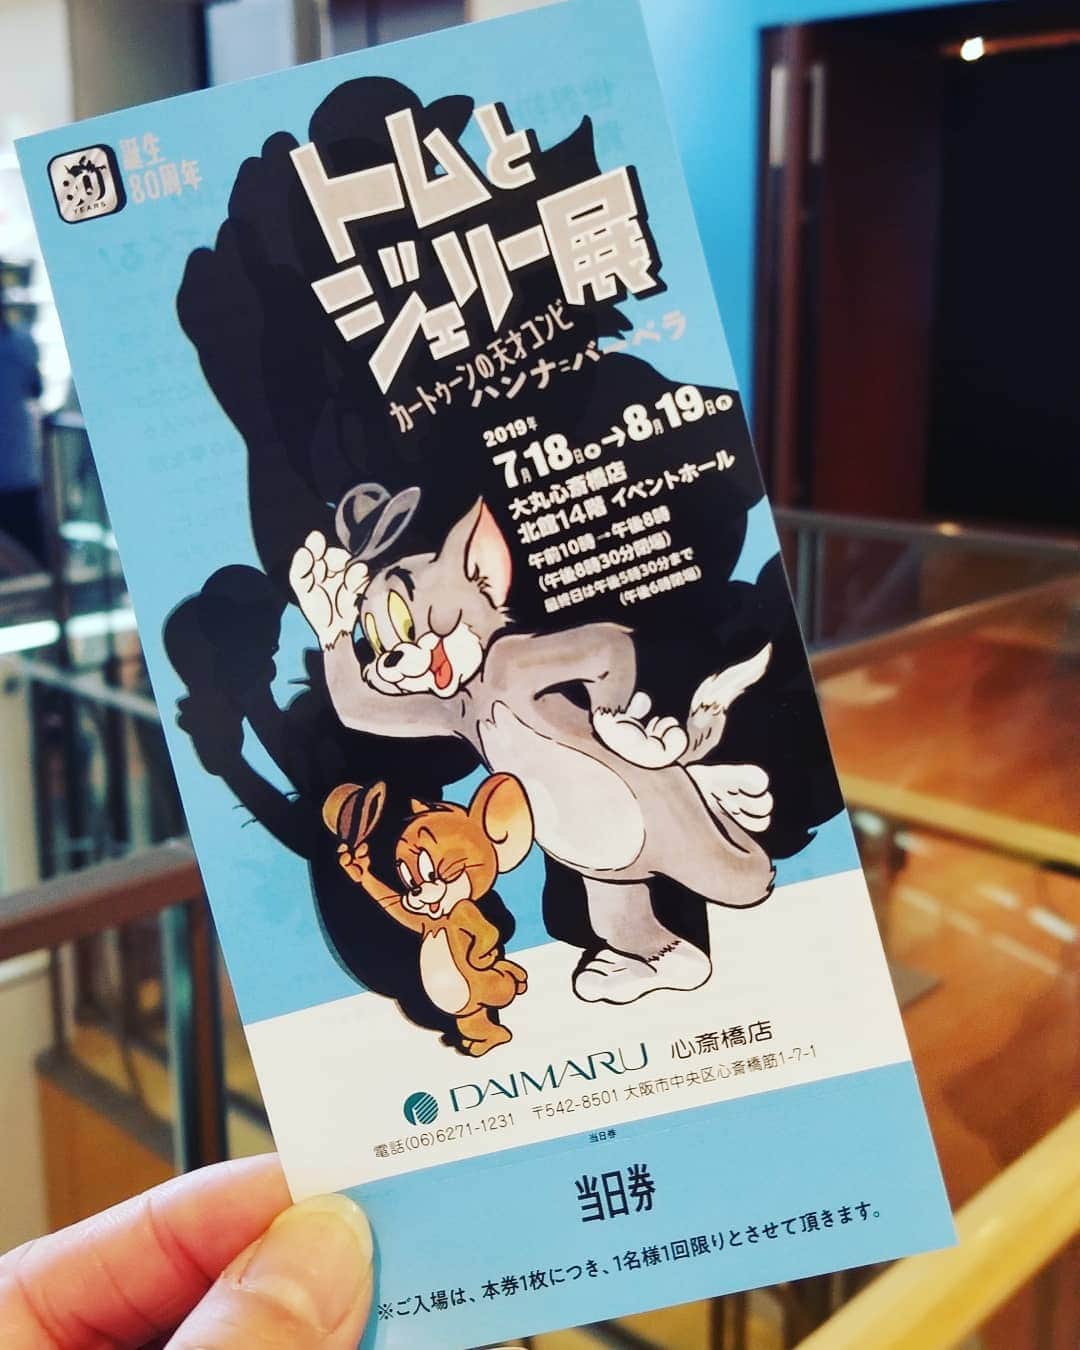 80
YEARS
誕生
80周年
トムと
ジェリー展
カートゥーンの天才コンビ
ハンナ=バーベラ
2019年
7月18日㊍→8月19日㊊
大丸心斎橋店
北館14階 イベントホール
午前10時→午後8時
(午後8時30分閉場)
最終日は午後5時30分まで
(午後6時閉場)
DAIMARU 心斎橋店
電話(06)6271-1231 〒542-8501 大阪市中央区心斎橋筋1-7-1
当日券
当日券
※ご入場は、本券1枚につき、1名様1回限りとさせて頂きます。